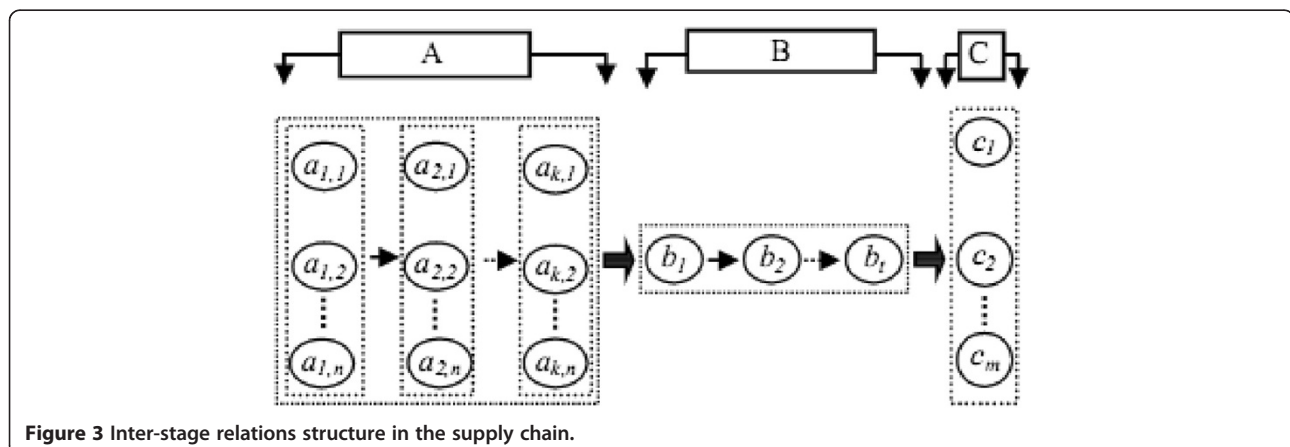 A B C
a1,1 a2,1 ak,1 c1
a1,2 a2,2 ak,2 b1 b2 bt c2
a1,n a2,n ak,n cm
Figure 3 Inter-stage relations structure in the supply chain.